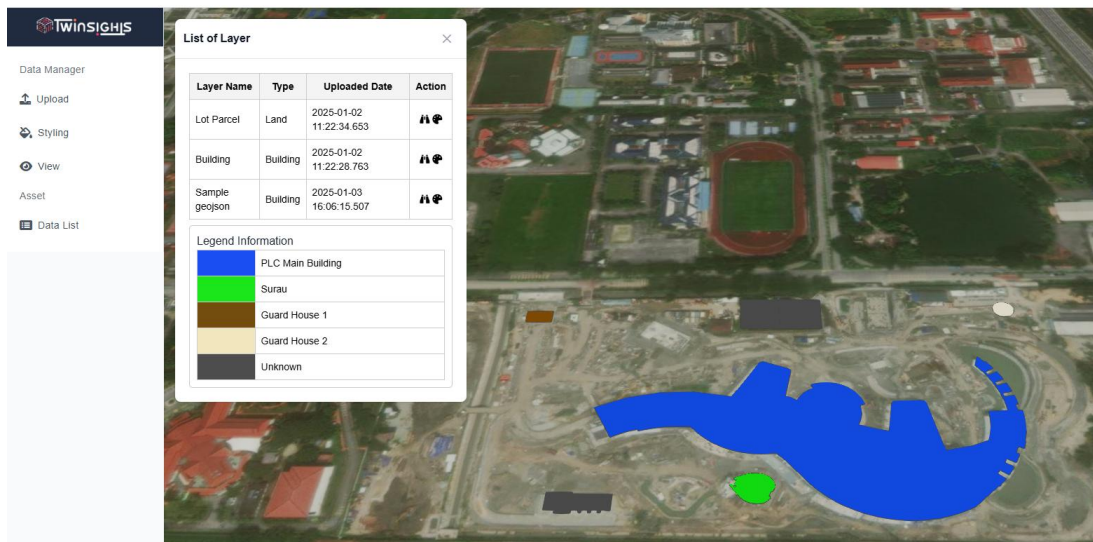 TwinSIGHTS
Data Manager
Upload
Styling
View
Asset
Data List
List of Layer
Layer Name Type Uploaded Date Action
Lot Parcel Land 2025-01-02
11:22:34.653
Building Building 2025-01-02
11:22:28.763
Sample
geojson Building 2025-01-03
16:06:15.507
Legend Information
PLC Main Building
Surau
Guard House 1
Guard House 2
Unknown